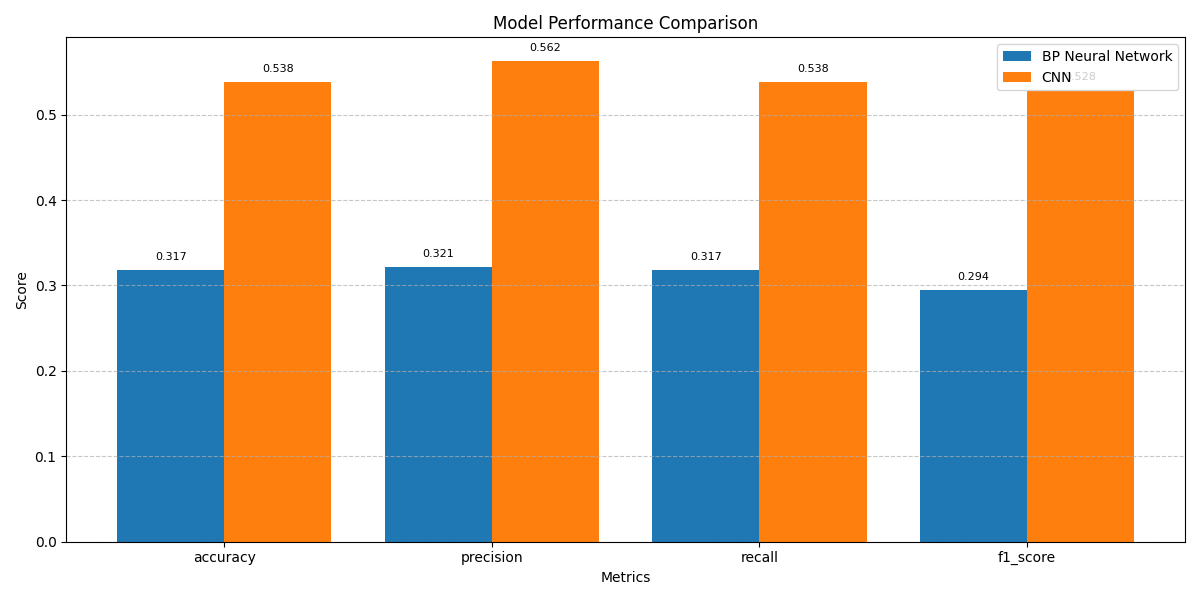 Model Performance Comparison
BP Neural Network
CNN
0.538
0.562
0.538
0.528
0.317
0.321
0.317
0.294
Score
0.5
0.4
0.3
0.2
0.1
0.0
accuracy
precision
recall
f1_score
Metrics